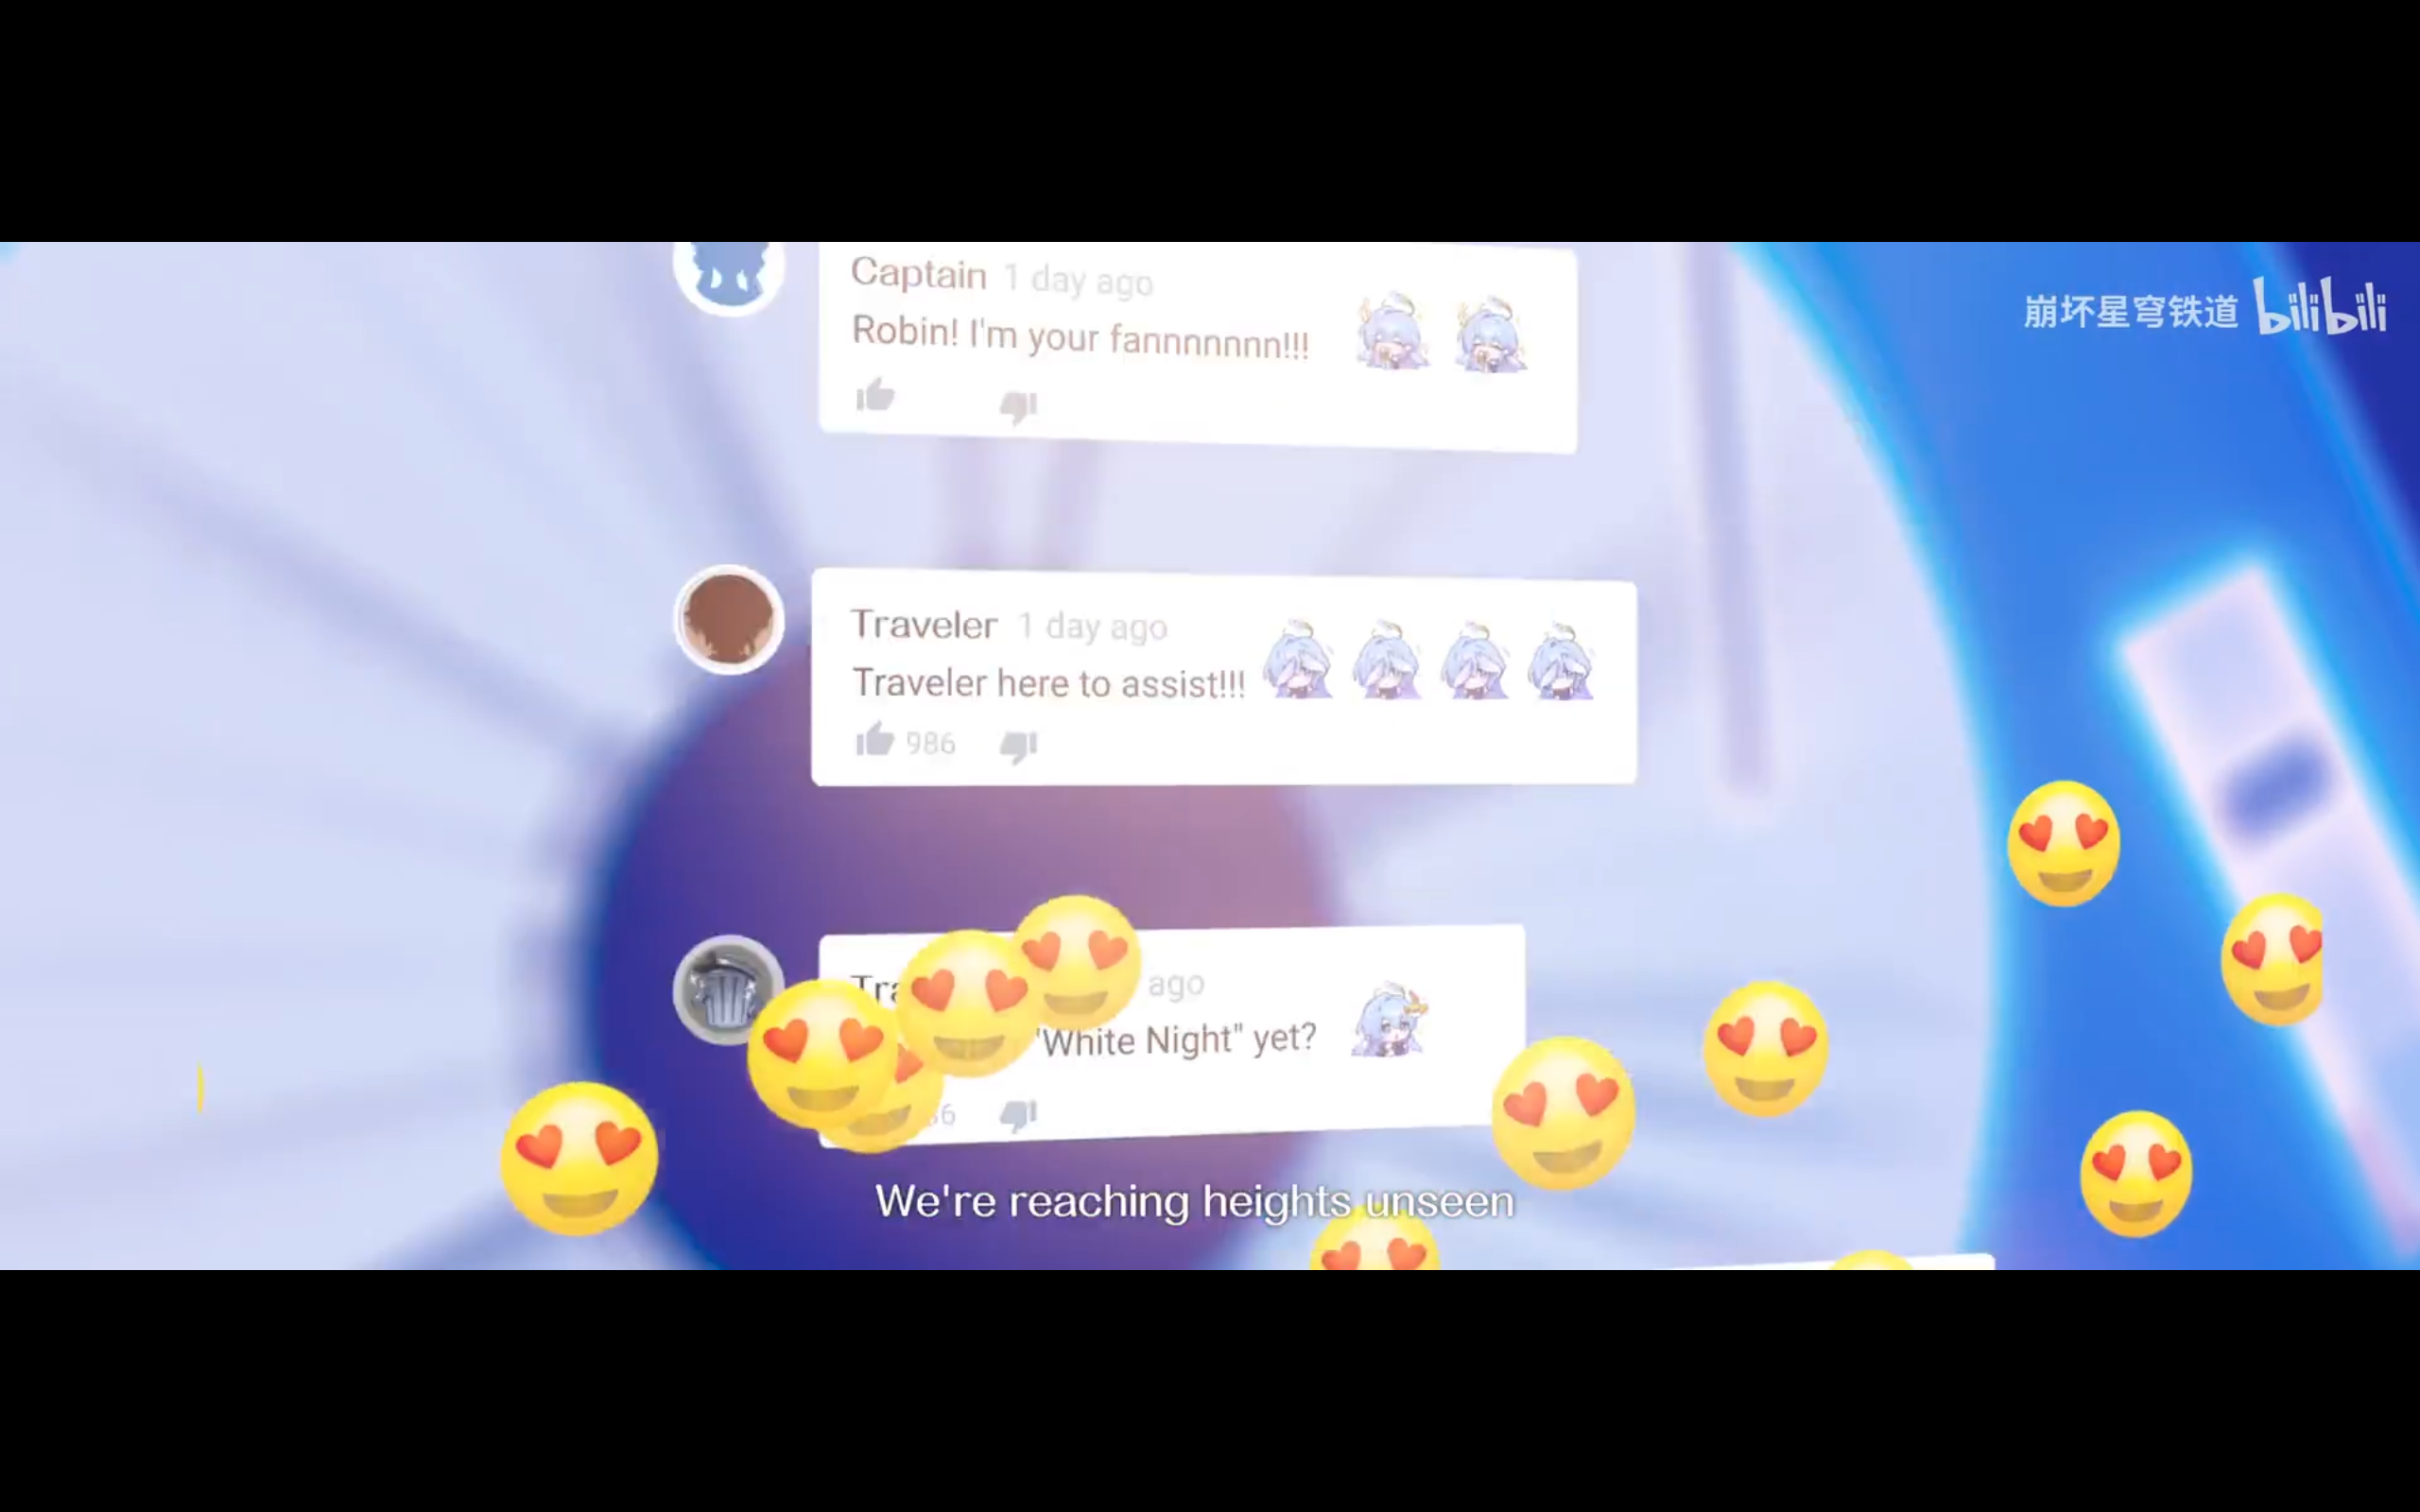 崩坏星穹铁道 bilibili
Captain 1 day ago
Robin! I'm your fannnnnnn!!!
Traveler 1 day ago
Traveler here to assist!!!
986
ago
"White Night" yet?
We're reaching heights unseen